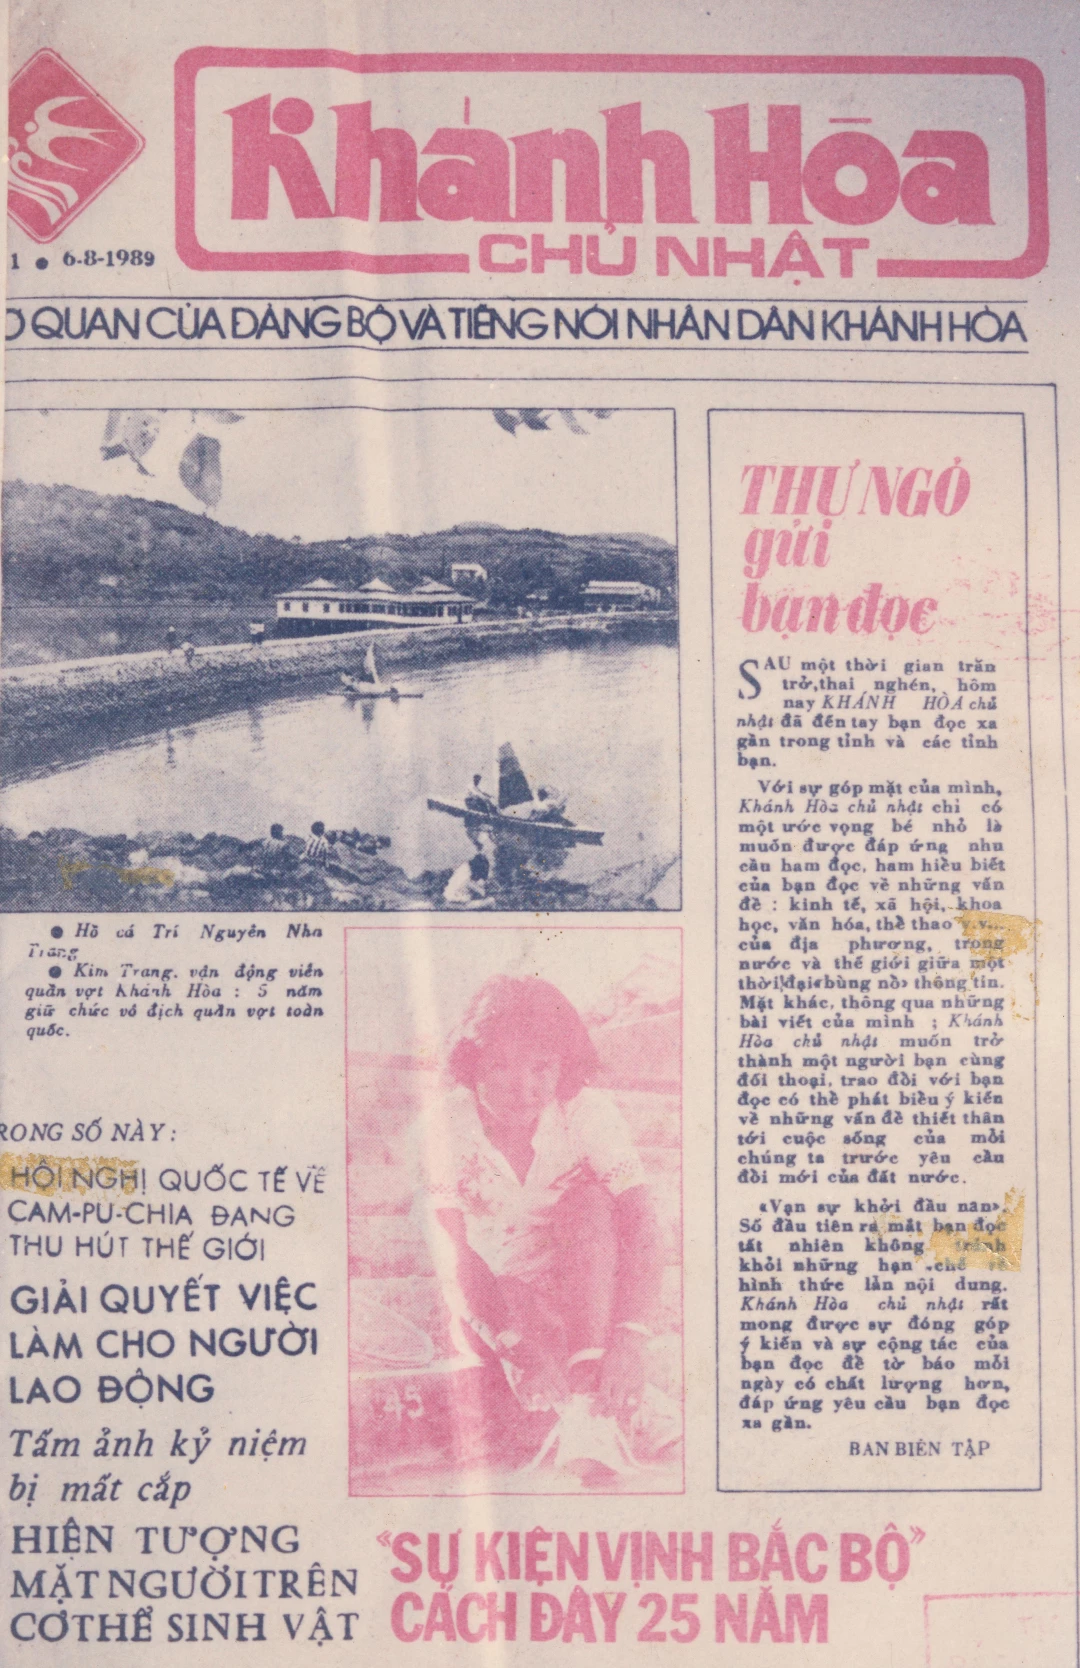 Khánh Hòa
CHỦ NHẬT
1 ● 6-8-1989
Ơ QUAN CỦA ĐẢNG BỘ VÀ TIẾNG NÓI NHÂN DÂN KHÁNH HÒA
● Hồ cá Trí Nguyên Nha
Trang
● Kim Trang, vận động viên
quần vợt Khánh Hòa : 5 năm
giữ chức vô địch quần vợt toàn
quốc.
RONG SỐ NÀY :
HỘI NGHỊ QUỐC TẾ VỀ
CAM-PU-CHIA ĐANG
THU HÚT THẾ GIỚI
GIẢI QUYẾT VIỆC
LÀM CHO NGƯỜI
LAO ĐỘNG
Tấm ảnh kỷ niệm
bị mất cắp
HIỆN TƯỢNG
MẶT NGƯỜI TRÊN
CƠ THỂ SINH VẬT
45
«SỰ KIỆN VỊNH BẮC BỘ»
CÁCH ĐÂY 25 NĂM
THƯ NGỎ
gửi
bạn đọc
SAU một thời gian trăn
trở, thai nghén, hôm
nay KHÁNH HÒA chủ
nhật đã đến tay bạn đọc xa
gần trong tỉnh và các tỉnh
bạn.
Với sự góp mặt của mình,
Khánh Hòa chủ nhật chỉ có
một ước vọng bé nhỏ là
muốn được đáp ứng nhu
cầu ham đọc, ham hiểu biết
của bạn đọc về những vấn
đề : kinh tế, xã hội, khoa
học, văn hóa, thể thao v.v...
của địa phương, trong
nước và thế giới giữa một
thời đại «bùng nổ» thông tin.
Mặt khác, thông qua những
bài viết của mình ; Khánh
Hòa chủ nhật muốn trở
thành một người bạn cùng
đối thoại, trao đổi với bạn
đọc có thể phát biểu ý kiến
về những vấn đề thiết thân
tới cuộc sống của mỗi
chúng ta trước yêu cầu
đổi mới của đất nước.
«Vạn sự khởi đầu nan».
Số đầu tiên ra mắt bạn đọc
tất nhiên không tránh
khỏi những hạn chế về
hình thức lẫn nội dung.
Khánh Hòa chủ nhật rất
mong được sự đóng góp
ý kiến và sự cộng tác của
bạn đọc để tờ báo mỗi
ngày có chất lượng hơn,
đáp ứng yêu cầu bạn đọc
xa gần.
BAN BIÊN TẬP